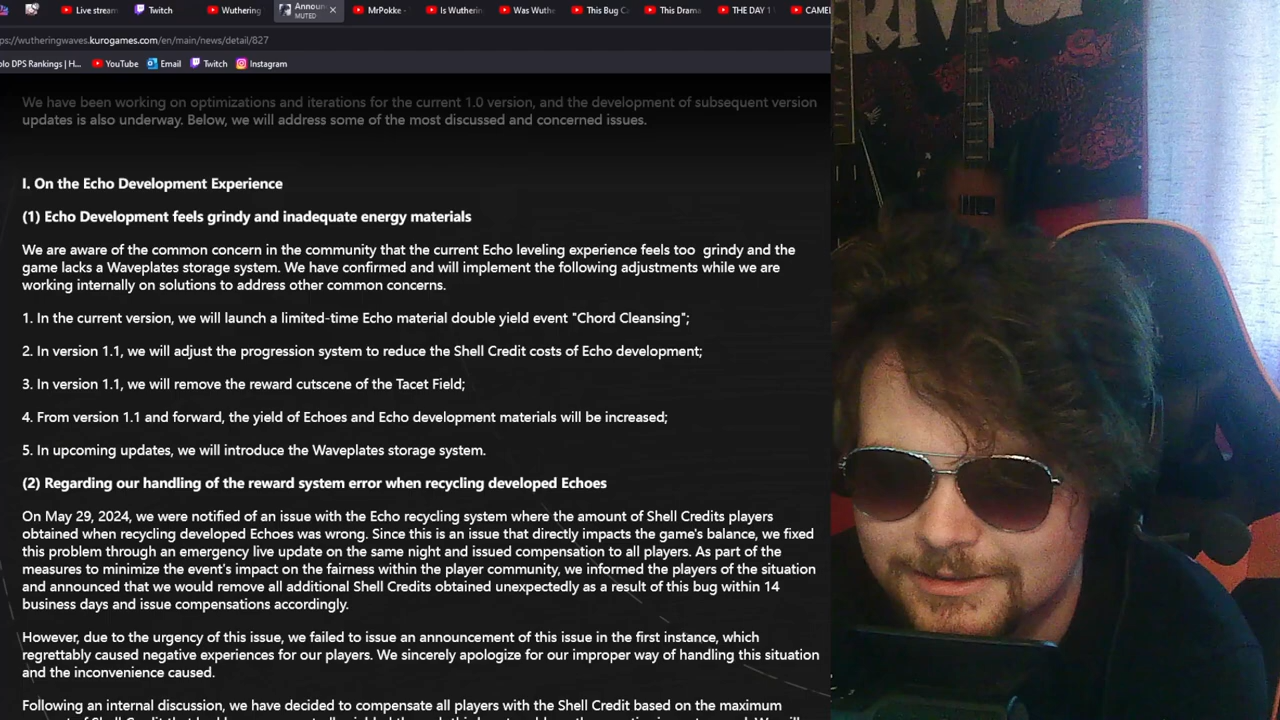 Live stream
Twitch
Wuthering
Announ
MUTED
MrPokke -
Is Wutherin
Was Wuthe
This Bug C
This Drama
THE DAY 1
CAMEL
ps://wutheringwaves.kurogames.com/en/main/news/detail/827
olo DPS Rankings | H...
YouTube
Email
Twitch
Instagram
We have been working on optimizations and iterations for the current 1.0 version, and the development of subsequent version
updates is also underway. Below, we will address some of the most discussed and concerned issues.
I. On the Echo Development Experience
(1) Echo Development feels grindy and inadequate energy materials
We are aware of the common concern in the community that the current Echo leveling experience feels too grindy and the
game lacks a Waveplates storage system. We have confirmed and will implement the following adjustments while we are
working internally on solutions to address other common concerns.
1. In the current version, we will launch a limited-time Echo material double yield event "Chord Cleansing";
2. In version 1.1, we will adjust the progression system to reduce the Shell Credit costs of Echo development;
3. In version 1.1, we will remove the reward cutscene of the Tacet Field;
4. From version 1.1 and forward, the yield of Echoes and Echo development materials will be increased;
5. In upcoming updates, we will introduce the Waveplates storage system.
(2) Regarding our handling of the reward system error when recycling developed Echoes
On May 29, 2024, we were notified of an issue with the Echo recycling system where the amount of Shell Credits players
obtained when recycling developed Echoes was wrong. Since this is an issue that directly impacts the game's balance, we fixed
this problem through an emergency live update on the same night and issued compensation to all players. As part of the
measures to minimize the event's impact on the fairness within the player community, we informed the players of the situation
and announced that we would remove all additional Shell Credits obtained unexpectedly as a result of this bug within 14
business days and issue compensations accordingly.
However, due to the urgency of this issue, we failed to issue an announcement of this issue in the first instance, which
regrettably caused negative experiences for our players. We sincerely apologize for our improper way of handling this situation
and the inconvenience caused.
Following an internal discussion, we have decided to compensate all players with the Shell Credit based on the maximum